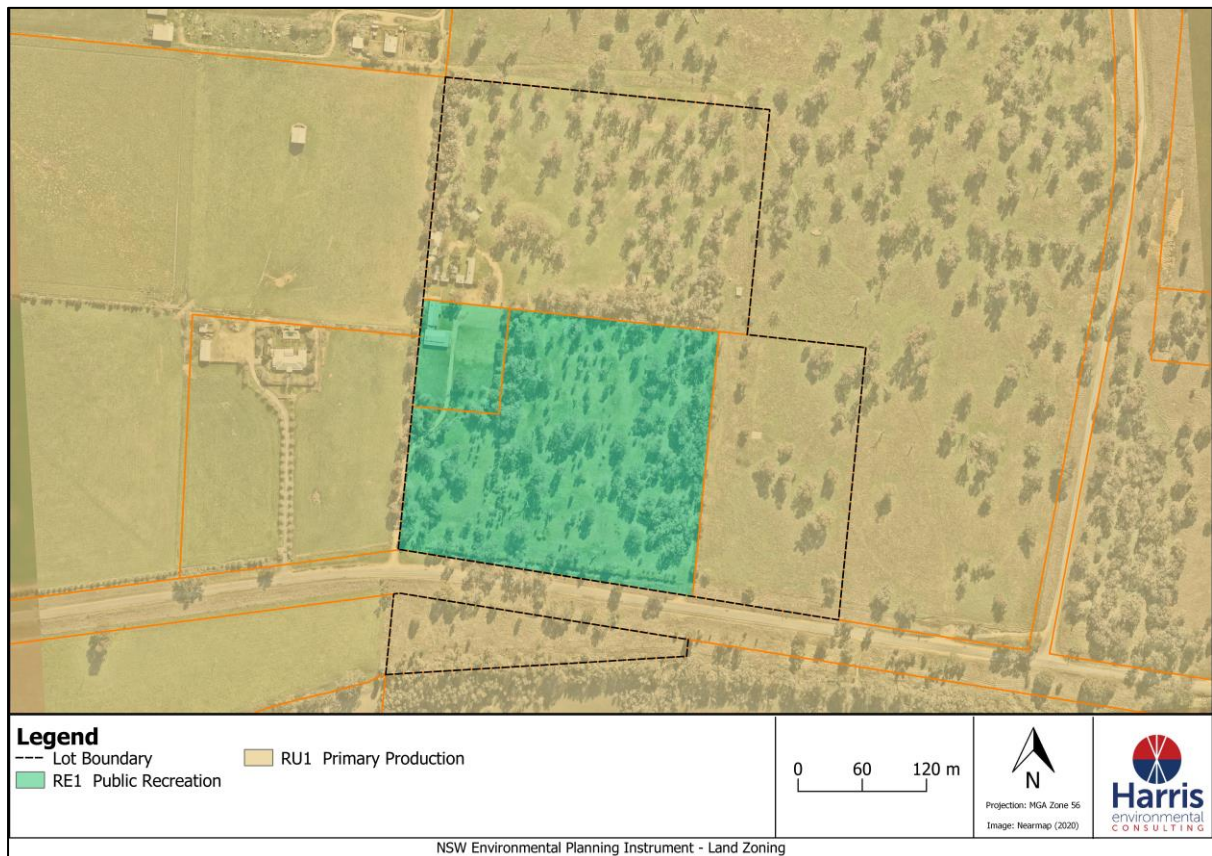 Legend
Lot Boundary
RE1 Public Recreation
RU1 Primary Production
0 60 120 m
N
Projection: MGA Zone 56
Image: Nearmap (2020)
Harris
environmental
CONSULTING
NSW Environmental Planning Instrument - Land Zoning